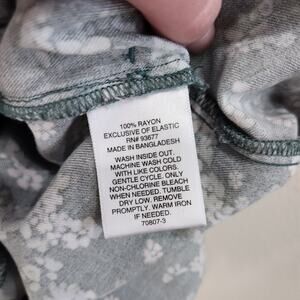 100% RAYON
EXCLUSIVE OF ELASTIC
RN# 93677
MADE IN BANGLADESH
WASH INSIDE OUT.
MACHINE WASH COLD
WITH LIKE COLORS.
GENTLE CYCLE. ONLY
NON-CHLORINE BLEACH
WHEN NEEDED. TUMBLE
DRY LOW. REMOVE
PROMPTLY. WARM IRON
IF NEEDED.
70807-3